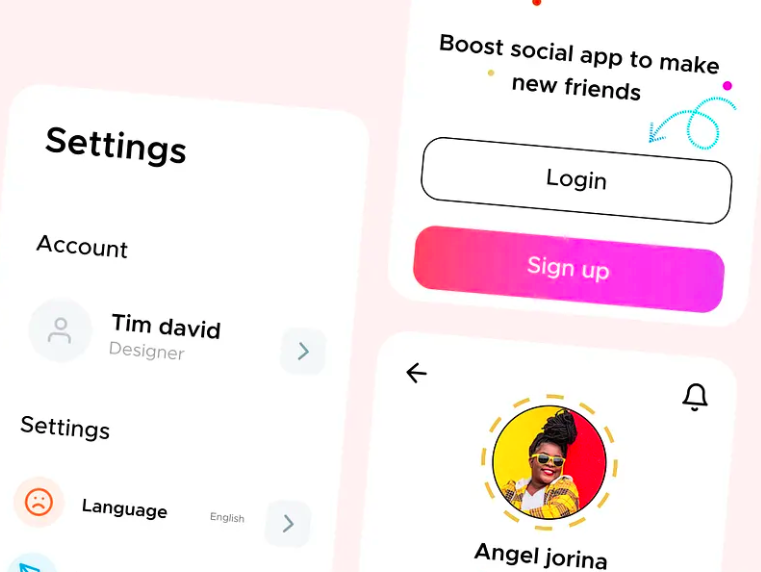 Settings
Account
Tim david
Designer
Settings
Language
English
Boost social app to make
new friends
Login
Sign up
Angel jorina